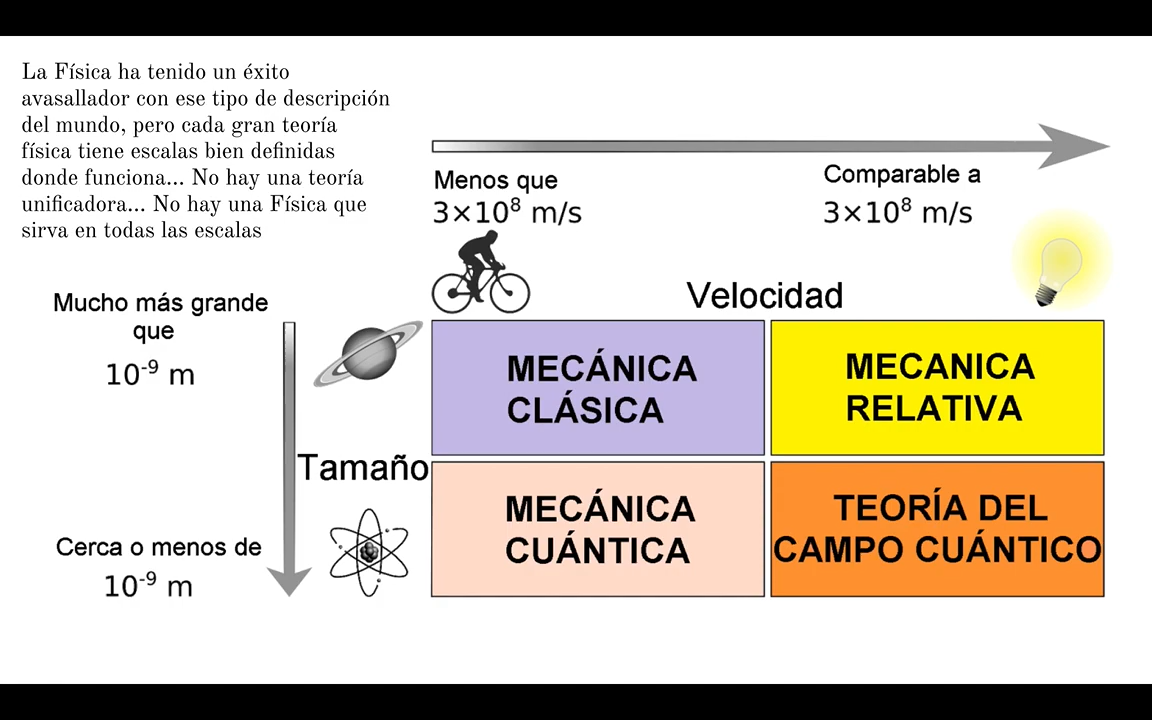 La Física ha tenido un éxito
avasallador con ese tipo de descripción
del mundo, pero cada gran teoría
física tiene escalas bien definidas
donde funciona... No hay una teoría
unificadora... No hay una Física que
sirva en todas las escalas
Menos que
3×10⁸ m/s
Comparable a
3×10⁸ m/s
Velocidad
Mucho más grande
que
10⁻⁹ m
Tamaño
Cerca o menos de
10⁻⁹ m
MECÁNICA
CLÁSICA
MECANICA
RELATIVA
MECÁNICA
CUÁNTICA
TEORÍA DEL
CAMPO CUÁNTICO